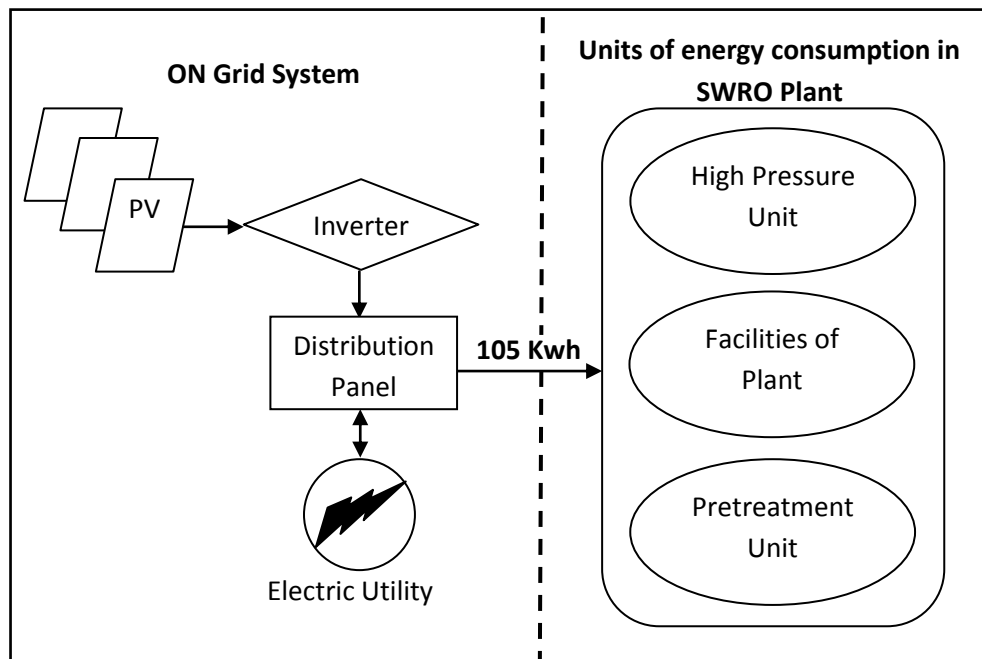 ON Grid System
PV
Inverter
Distribution
Panel
105 Kwh
Electric Utility
Units of energy consumption in
SWRO Plant
High Pressure
Unit
Facilities of
Plant
Pretreatment
Unit